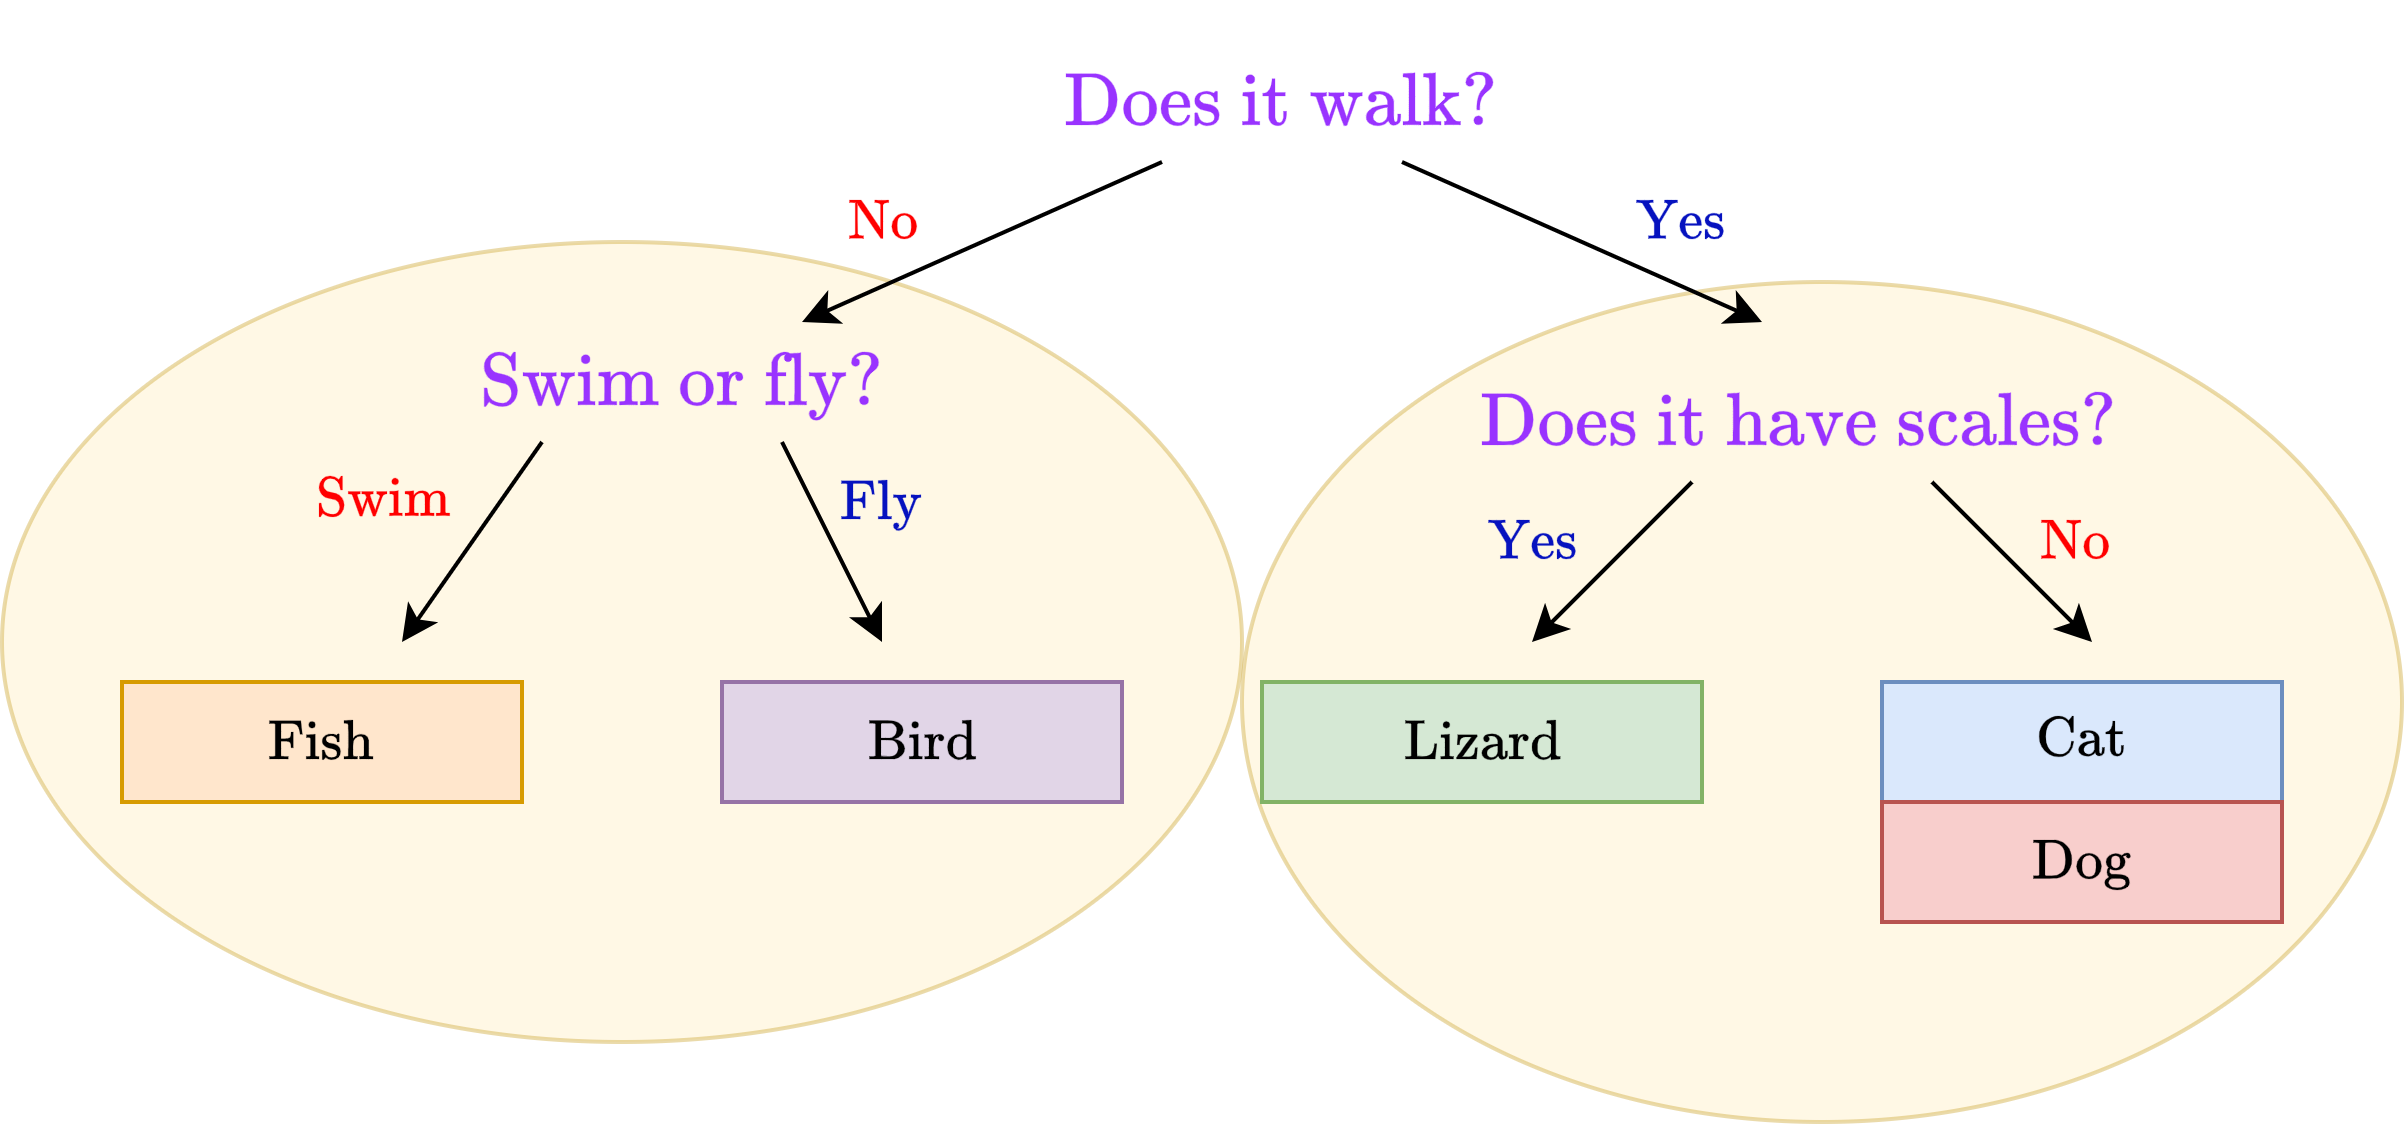 Does it walk?
No
Yes
Swim or fly?
Does it have scales?
Swim
Fly
Yes
No
Fish
Bird
Lizard
Cat
Dog